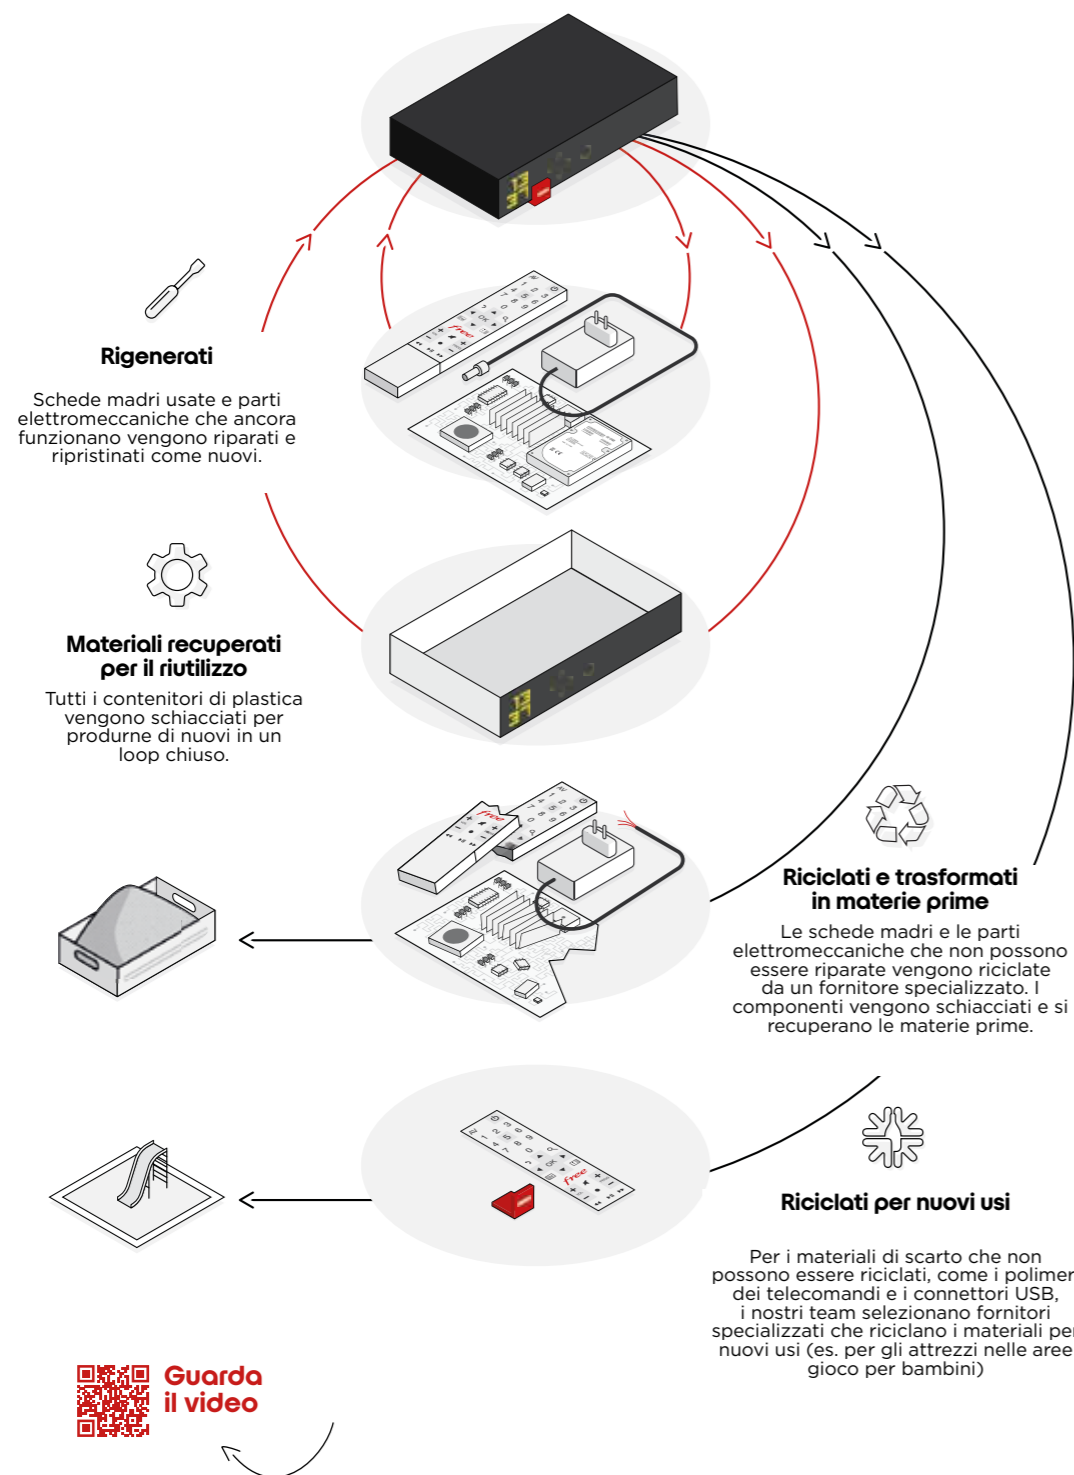 Rigenerati
Schede madri usate e parti
elettromeccaniche che ancora
funzionano vengono riparati e
ripristinati come nuovi.
free
OK
Materiali recuperati
per il riutilizzo
Tutti i contenitori di plastica
vengono schiacciati per
produrne di nuovi in un
loop chiuso.
free
Riciclati e trasformati
in materie prime
Le schede madri e le parti
elettromeccaniche che non possono
essere riparate vengono riciclate
da un fornitore specializzato. I
componenti vengono schiacciati e si
recuperano le materie prime.
free
OK
Riciclati per nuovi usi
Per i materiali di scarto che non
possono essere riciclati, come i polimer
dei telecomandi e i connettori USB,
i nostri team selezionano fornitori
specializzati che riciclano i materiali per
nuovi usi (es. per gli attrezzi nelle aree
gioco per bambini)
Guarda
il video